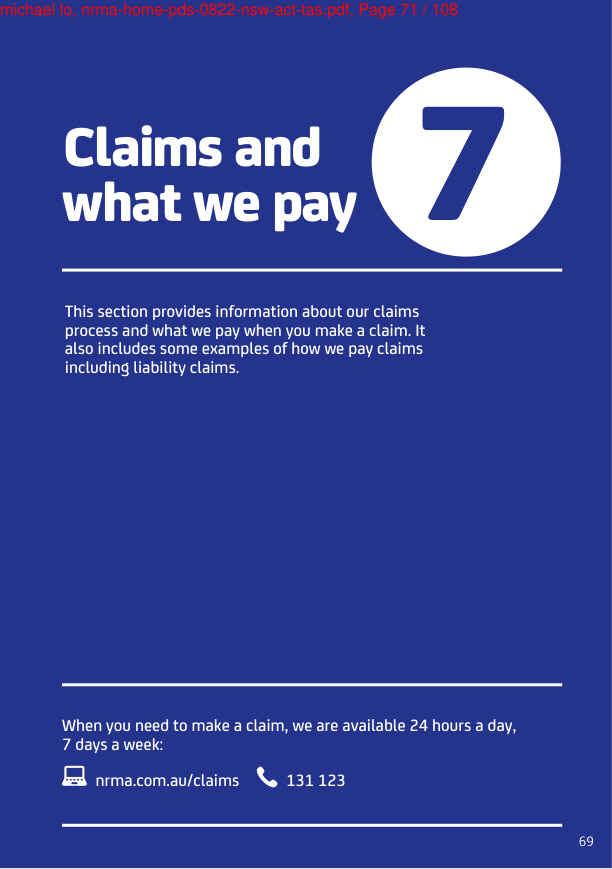 michael lo, nrma-home-pds-0822-nsw-act-tas.pdf, Page 71 / 108
Claims and
what we pay
7
This section provides information about our claims
process and what we pay when you make a claim. It
also includes some examples of how we pay claims
including liability claims.
When you need to make a claim, we are available 24 hours a day,
7 days a week:
nrma.com.au/claims 131 123
69